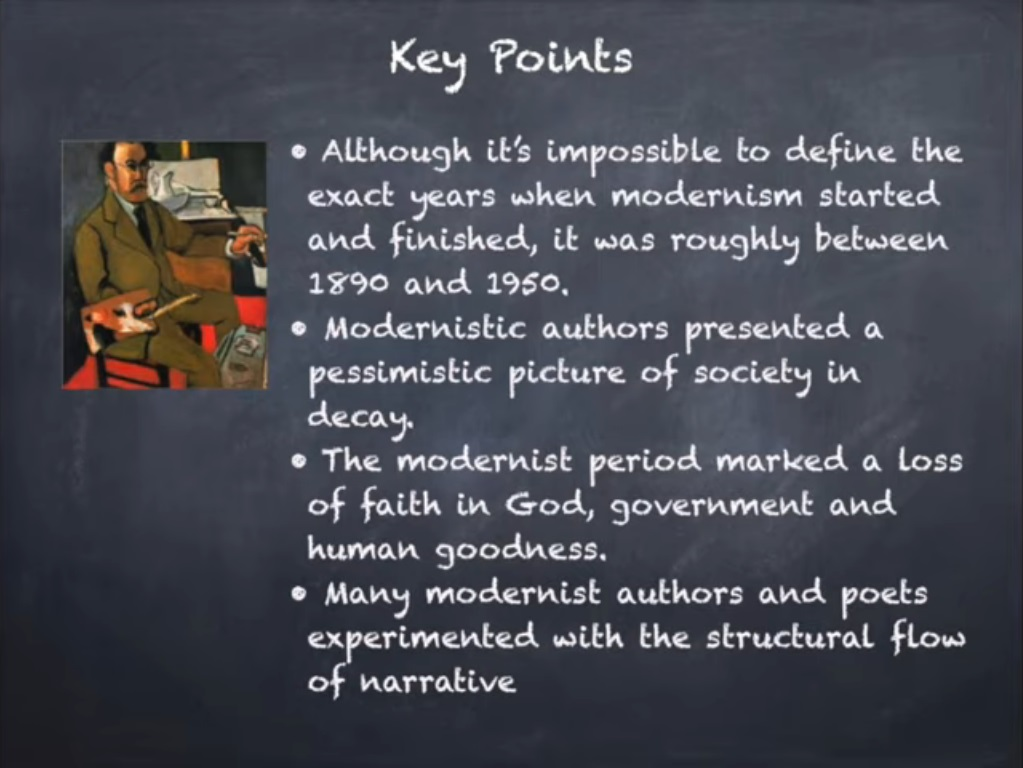 Key Points
• Although it's impossible to define the
exact years when modernism started
and finished, it was roughly between
1890 and 1950.
• Modernistic authors presented a
pessimistic picture of society in
decay.
• The modernist period marked a loss
of faith in God, government and
human goodness.
• Many modernist authors and poets
experimented with the structural flow
of narrative